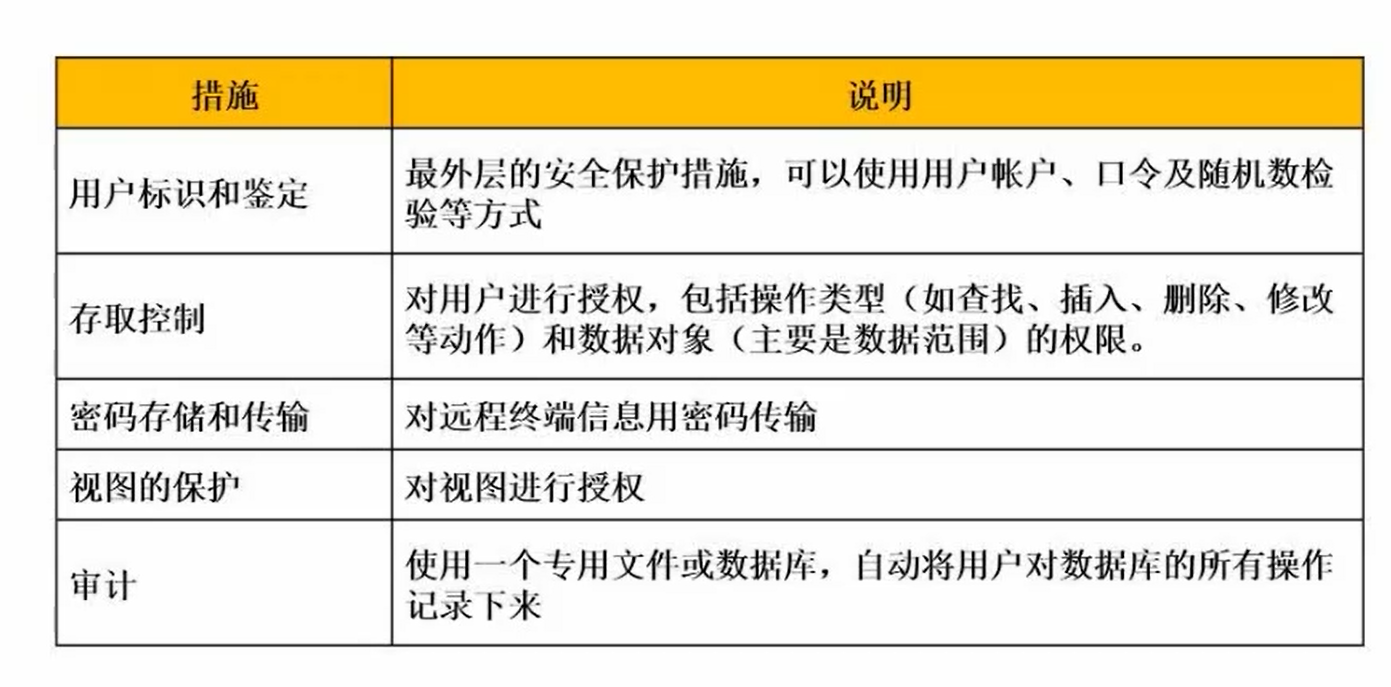 措施
说明
用户标识和鉴定
最外层的安全保护措施，可以使用用户帐户、口令及随机数检
验等方式
存取控制
对用户进行授权，包括操作类型（如查找、插入、删除、修改
等动作）和数据对象（主要是数据范围）的权限。
密码存储和传输
对远程终端信息用密码传输
视图的保护
对视图进行授权
审计
使用一个专用文件或数据库，自动将用户对数据库的所有操作
记录下来